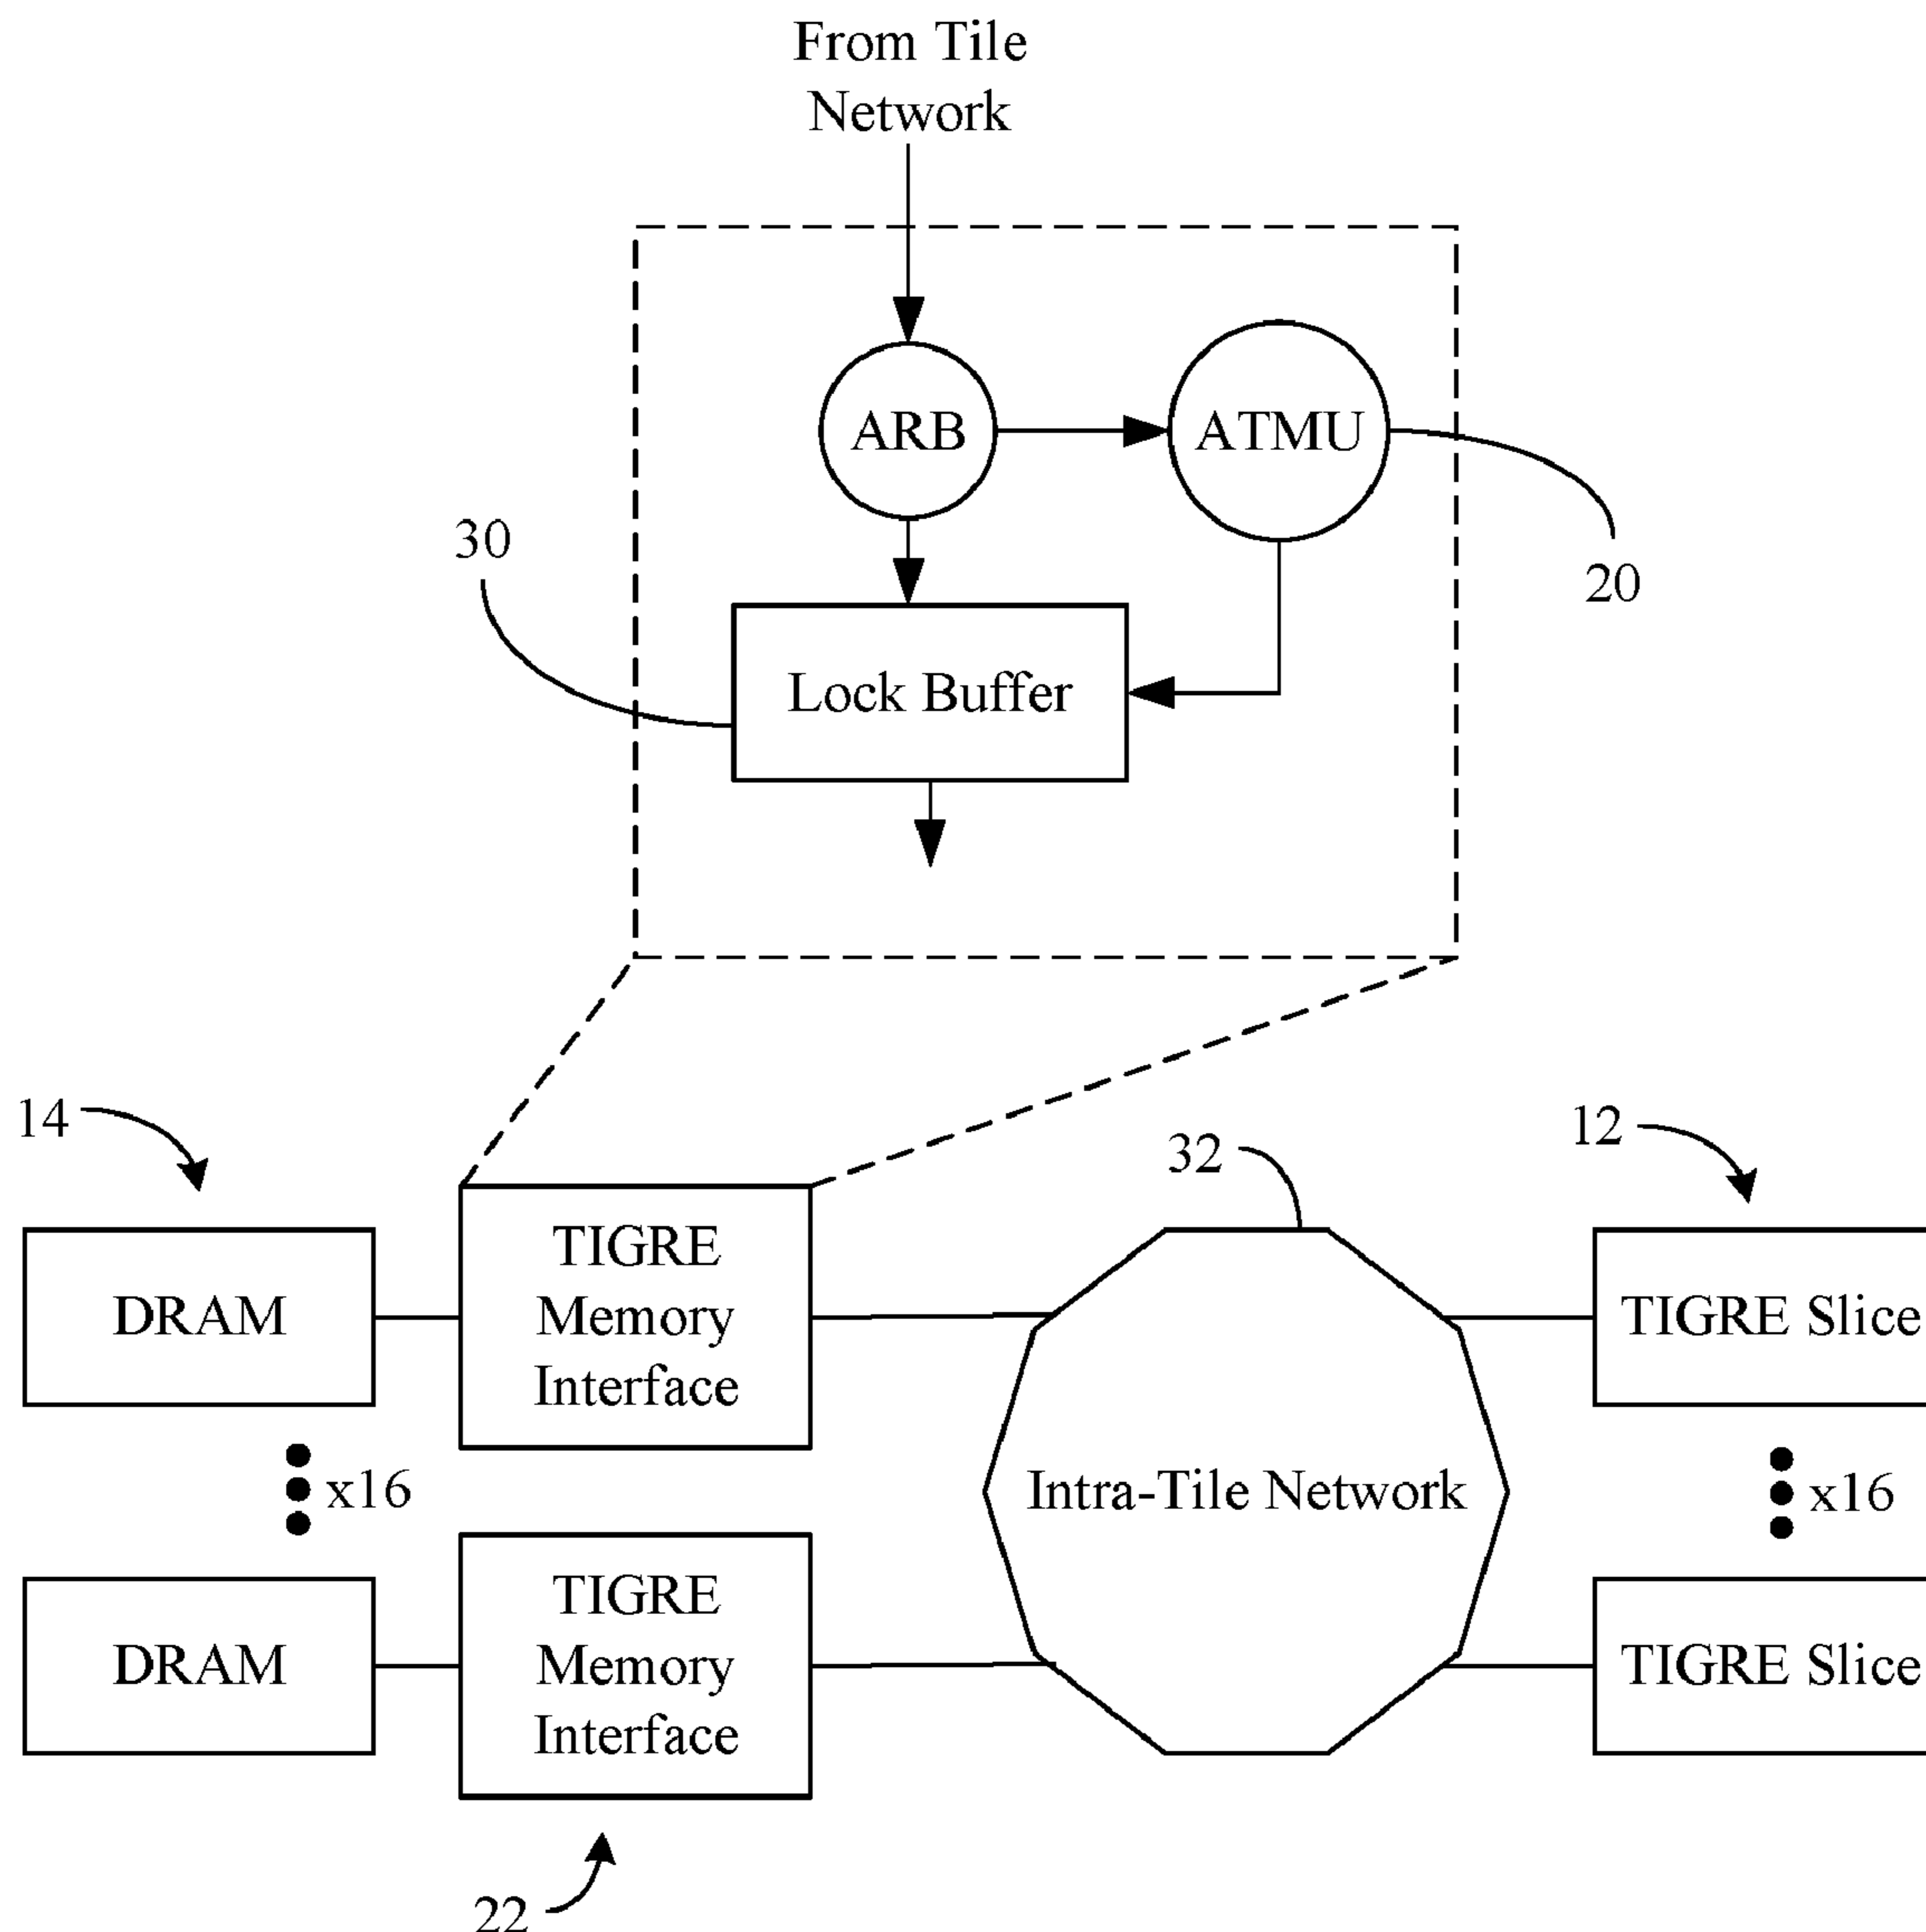 From Tile
Network
ARB
ATMU
30
20
Lock Buffer
14
32
12
DRAM
TIGRE
Memory
Interface
TIGRE Slice
x16
Intra-Tile Network
x16
DRAM
TIGRE
Memory
Interface
TIGRE Slice
22